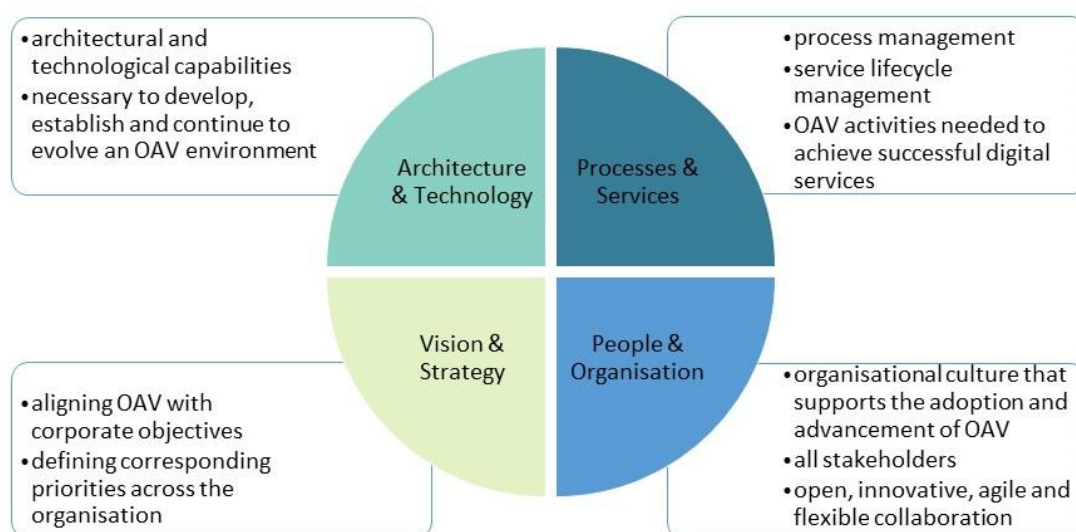 •architectural and
technological capabilities
•necessary to develop,
establish and continue to
evolve an OAV environment
•process management
•service lifecycle
management
•OAV activities needed to
achieve successful digital
services
Architecture
& Technology
Processes &
Services
Vision &
Strategy
People &
Organisation
•aligning OAV with
corporate objectives
•defining corresponding
priorities across the
organisation
•organisational culture that
supports the adoption and
advancement of OAV
•all stakeholders
•open, innovative, agile and
flexible collaboration